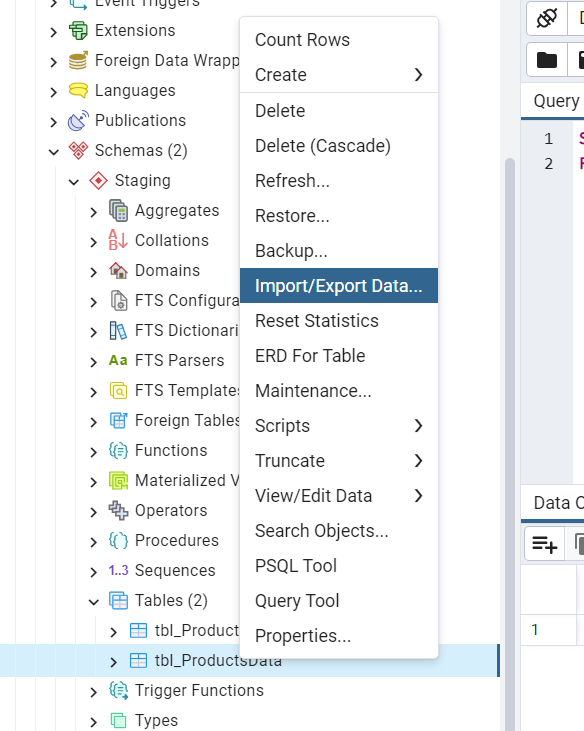 Event Triggers
Extensions
Foreign Data Wrapp
Languages
Publications
Schemas (2)
Staging
Aggregates
Collations
Domains
FTS Configura
FTS Dictionari
Aa FTS Parsers
FTS Templates
Foreign Tables
Functions
Materialized V
Operators
Procedures
1..3 Sequences
Tables (2)
tbl_Product
tbl_ProductsData
Trigger Functions
Types
Count Rows
Create
Delete
Delete (Cascade)
Refresh...
Restore...
Backup...
Import/Export Data...
Reset Statistics
ERD For Table
Maintenance...
Scripts
Truncate
View/Edit Data
Search Objects...
PSQL Tool
Query Tool
Properties...
Query
1
2
Data O
1